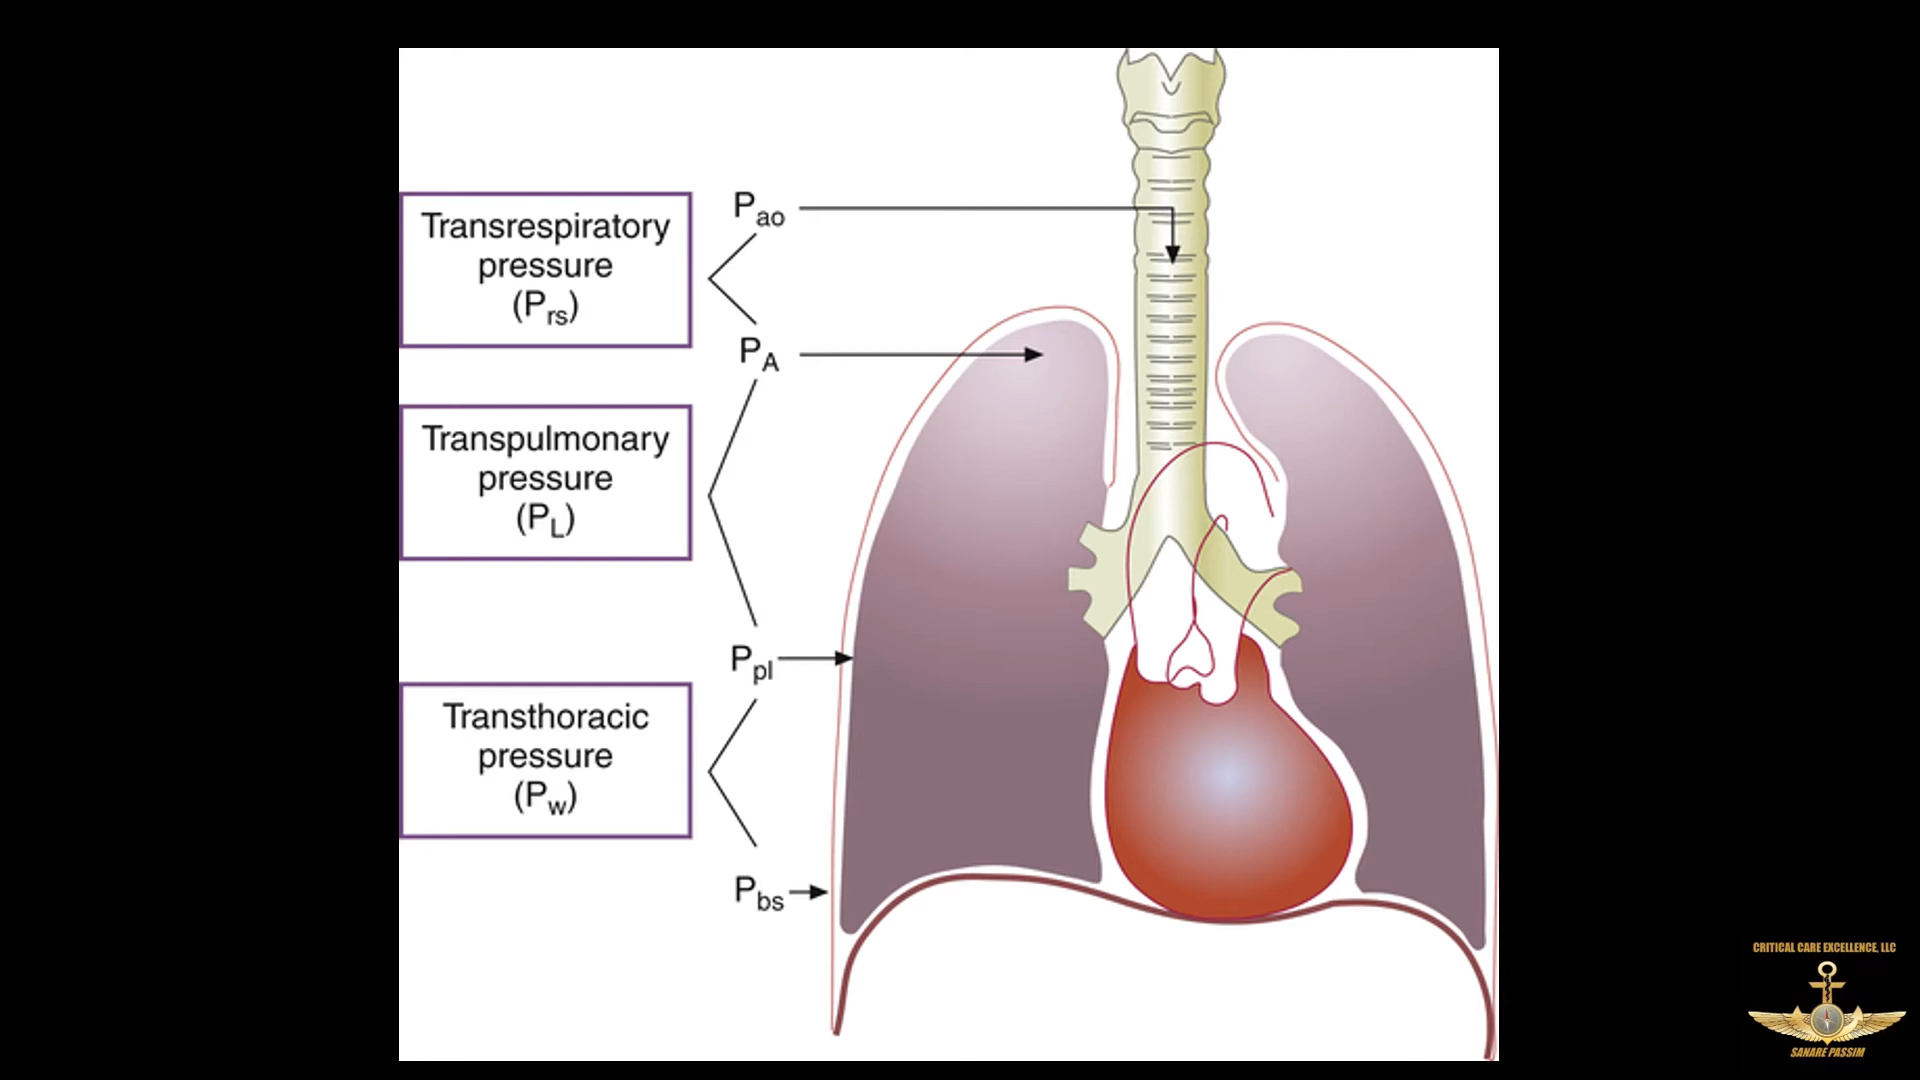 Transrespiratory
pressure
(Prs)
Pao
PA
Transpulmonary
pressure
(PL)
Ppl
Transthoracic
pressure
(Pw)
Pbs
CRITICAL CARE EXCELLENCE, LLC
SANARE PASSIM